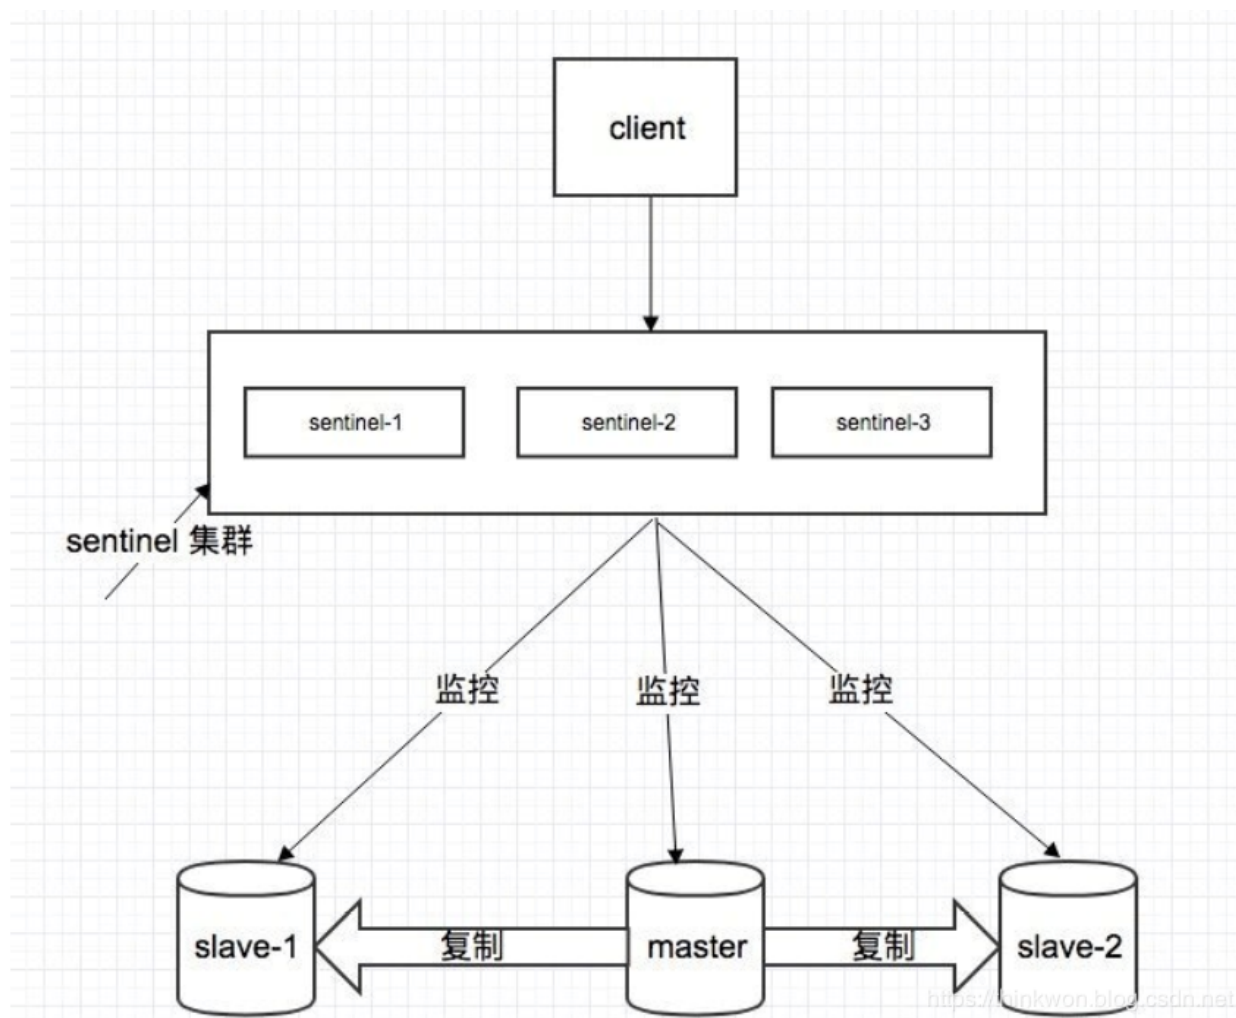 client
sentinel-1
sentinel-2
sentinel-3
sentinel 集群
监控
监控
监控
slave-1
复制
master
复制
slave-2
https://thinkwon.blog.csdn.net